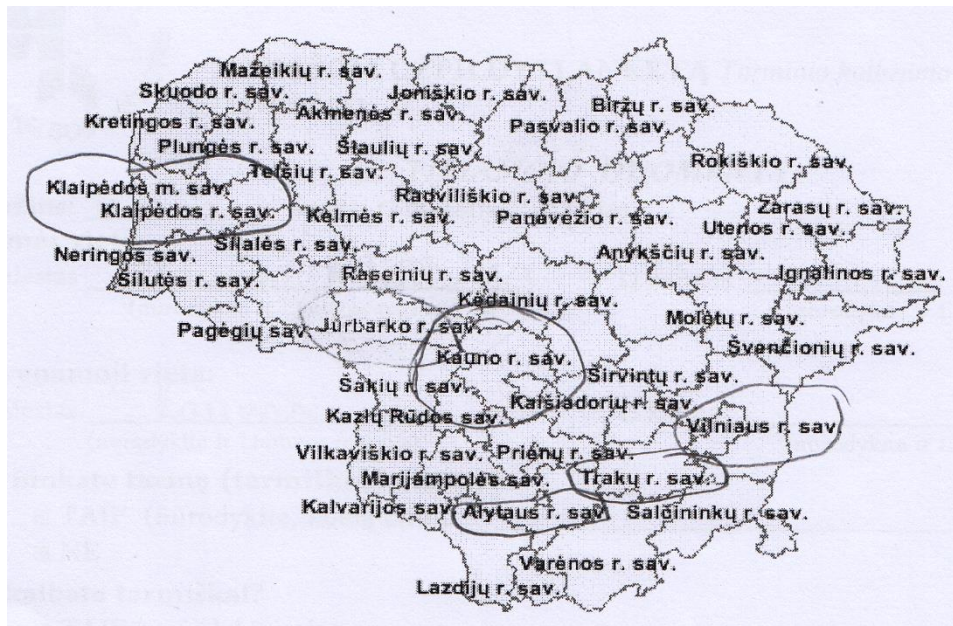 Mažeikių r. sav.
Skuodo r. sav.
Joniškio r. sav.
Akmenės r. sav.
Biržų r. sav.
Kretingos r. sav.
Pasvalio r. sav.
Plungės r. sav.
Šiaulių r. sav.
Rokiškio r. sav.
Telšių r. sav.
Klaipėdos m. sav.
Radviliškio r. sav.
Klaipėdos r. sav.
Kelmės r. sav.
Panevėžio r. sav.
Zarasų r. sav.
Utenos r. sav.
Šilalės r. sav.
Anykščių r. sav.
Neringos sav.
Raseinių r. sav.
Ignalinos r. sav.
Šilutės r. sav.
Kėdainių r. sav.
Molėtų r. sav.
Pagėgių sav.
Jurbarko r. sav.
Švenčionių r. sav.
Kauno r. sav.
Širvintų r. sav.
Šakių r. sav.
Kaišiadorių r. sav.
Kazlų Rūdos sav.
Vilniaus r. sav.
Vilkaviškio r. sav.
Prienų r. sav.
Marijampolės sav.
Trakų r. sav.
Kalvarijos sav.
Alytaus r. sav
Šalčininkų r. sav.
Varėnos r. sav.
Lazdijų r. sav.